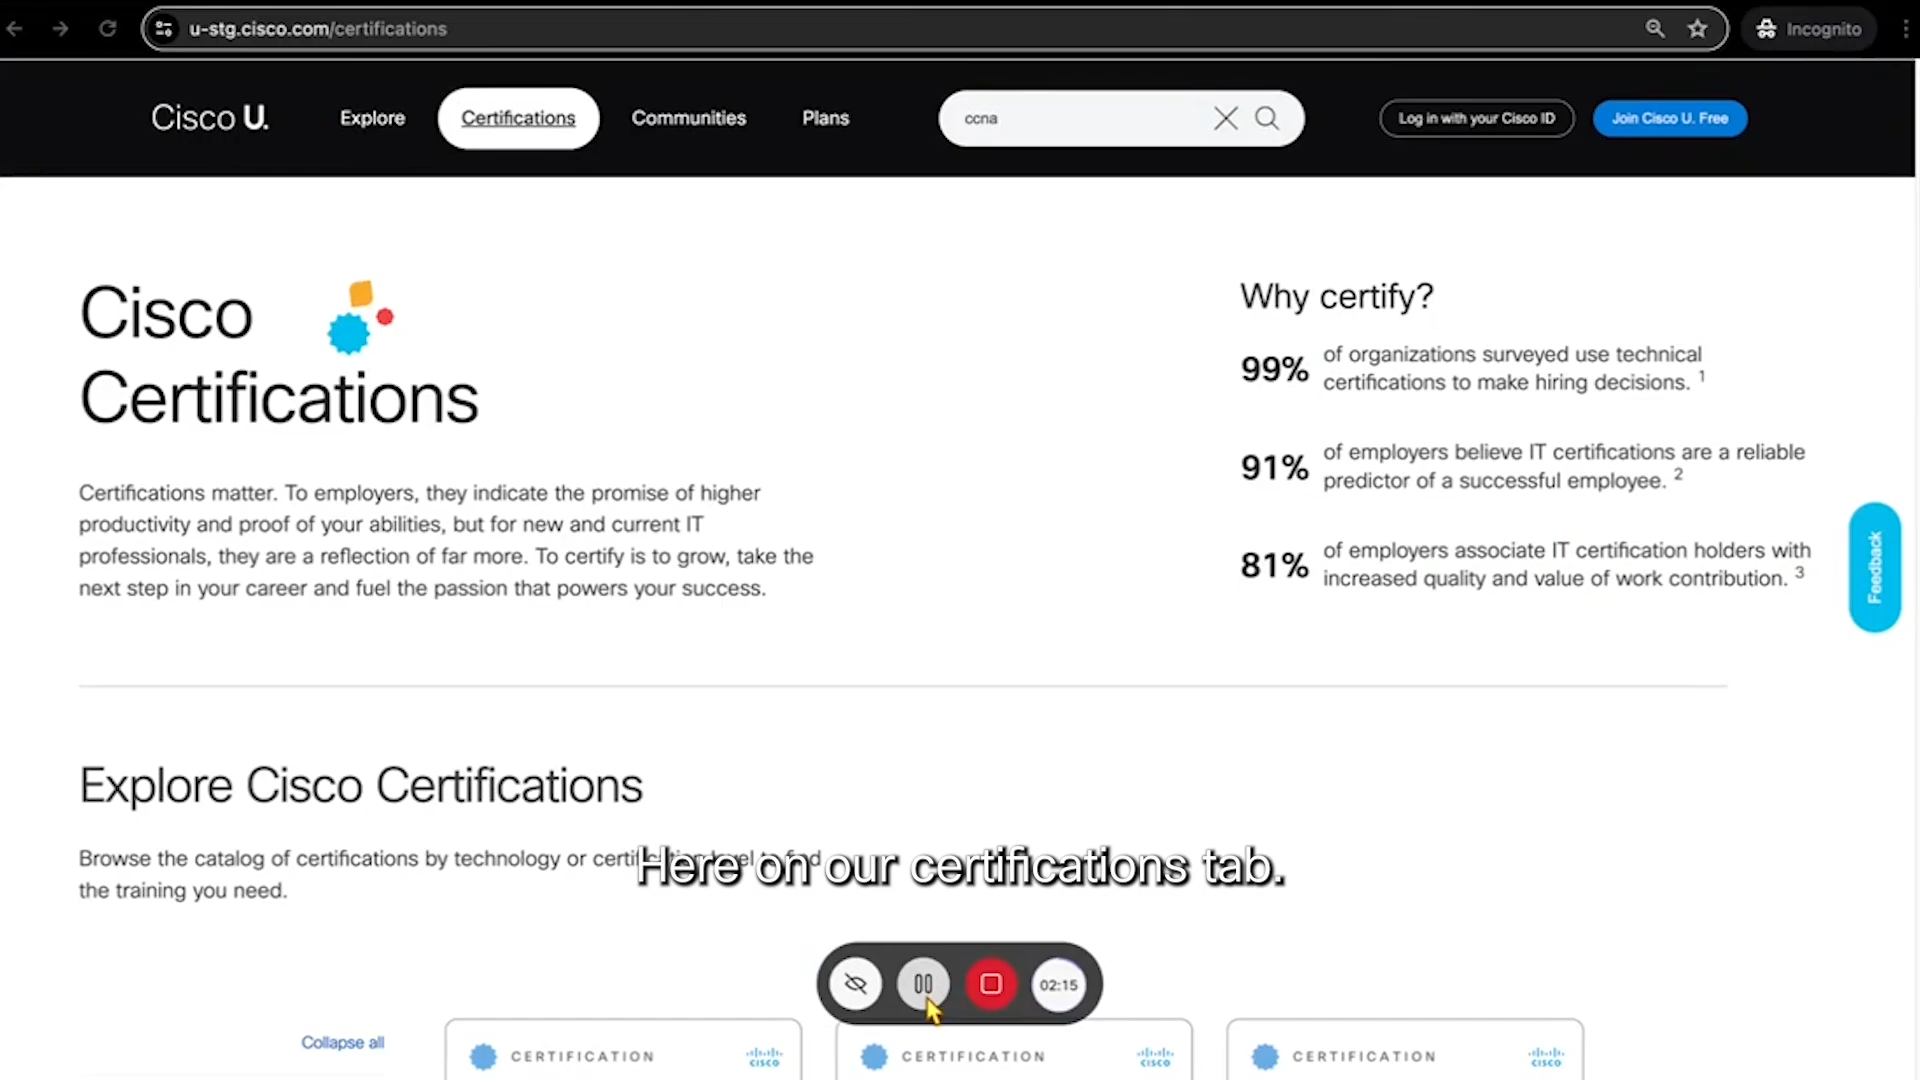 u-stg.cisco.com/certifications
Incognito
Cisco U.
Explore
Certifications
Communities
Plans
ccna
Log in with your Cisco ID
Join Cisco U. Free
Cisco
Certifications
Certifications matter. To employers, they indicate the promise of higher
productivity and proof of your abilities, but for new and current IT
professionals, they are a reflection of far more. To certify is to grow, take the
next step in your career and fuel the passion that powers your success.
Why certify?
99% of organizations surveyed use technical
certifications to make hiring decisions. 1
91% of employers believe IT certifications are a reliable
predictor of a successful employee. 2
81% of employers associate IT certification holders with
increased quality and value of work contribution. 3
Feedback
Explore Cisco Certifications
Browse the catalog of certifications by technology or certification level to find
the training you need.
Here on our certifications tab.
02:15
Collapse all
CERTIFICATION
CISCO
CERTIFICATION
CISCO
CERTIFICATION
CISCO